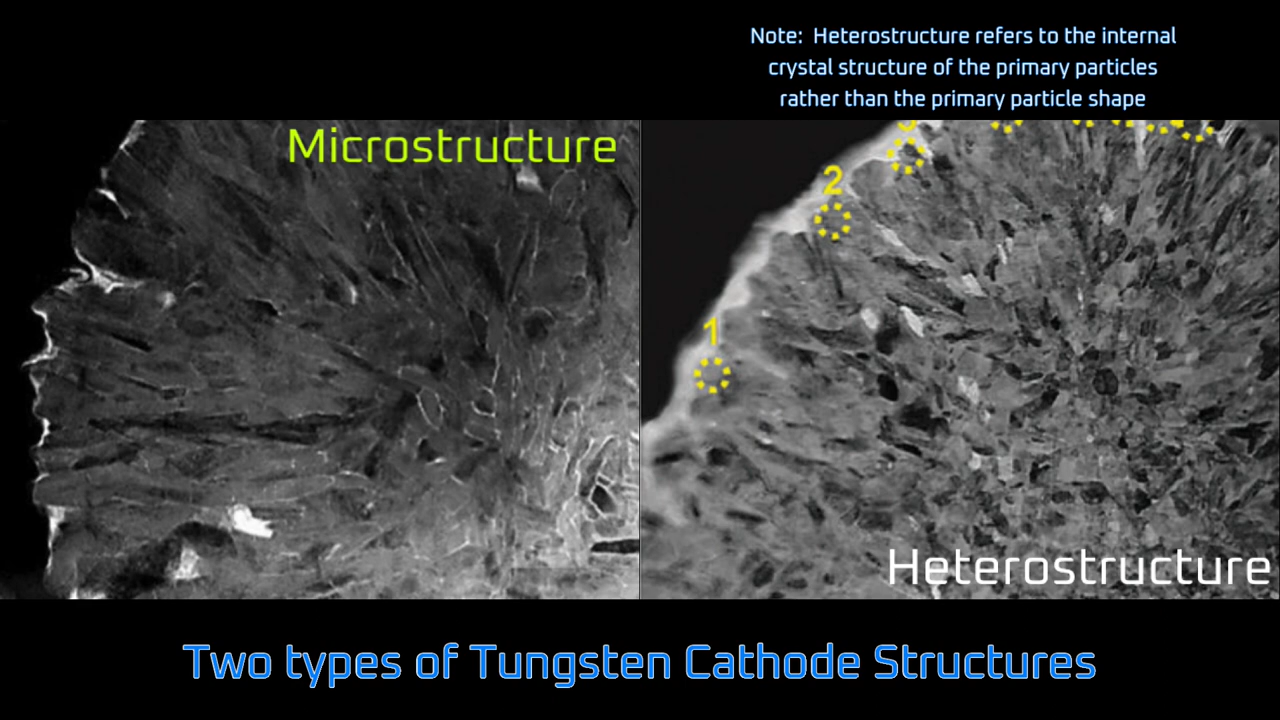 Note:  Heterostructure refers to the internal
crystal structure of the primary particles
rather than the primary particle shape
Microstructure
2
1
Heterostructure
Two types of Tungsten Cathode Structures